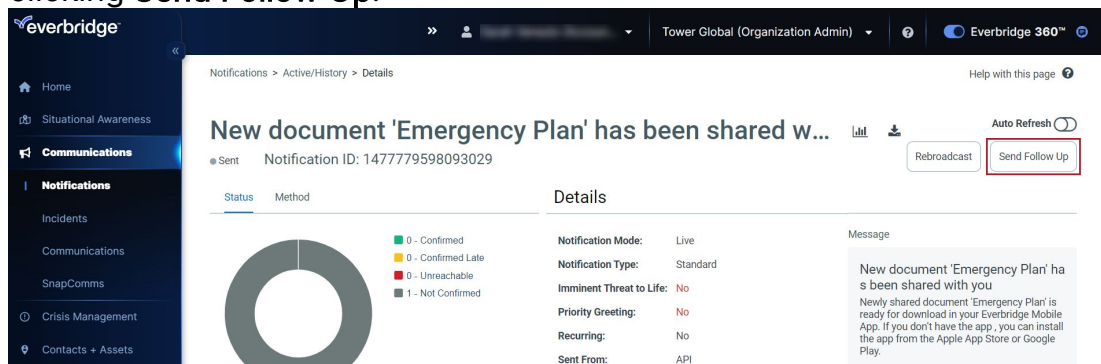 clicking Send Follow-Up.
everbridge
« 
»
Tower Global (Organization Admin)
Everbridge 360™
Notifications > Active/History > Details
Help with this page
Home
Situational Awareness
Communications
Notifications
Incidents
Communications
SnapComms
Crisis Management
Contacts + Assets
New document 'Emergency Plan' has been shared w...
Auto Refresh
Sent Notification ID: 1477779598093029
Rebroadcast
Send Follow Up
Status Method
0 - Confirmed
0 - Confirmed Late
0 - Unreachable
1 - Not Confirmed
Details
Notification Mode: Live
Notification Type: Standard
Imminent Threat to Life: No
Priority Greeting: No
Recurring: No
Sent From: API
Message
New document 'Emergency Plan' ha
s been shared with you
Newly shared document 'Emergency Plan' is
ready for download in your Everbridge Mobile
App. If you don't have the app , you can install
the app from the Apple App Store or Google
Play.